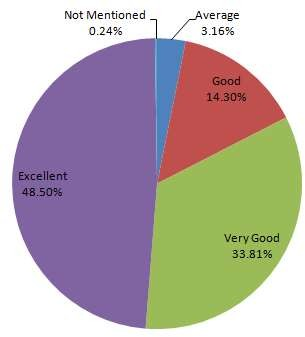 Not Mentioned
0.24%
Average
3.16%
Good
14.30%
Very Good
33.81%
Excellent
48.50%